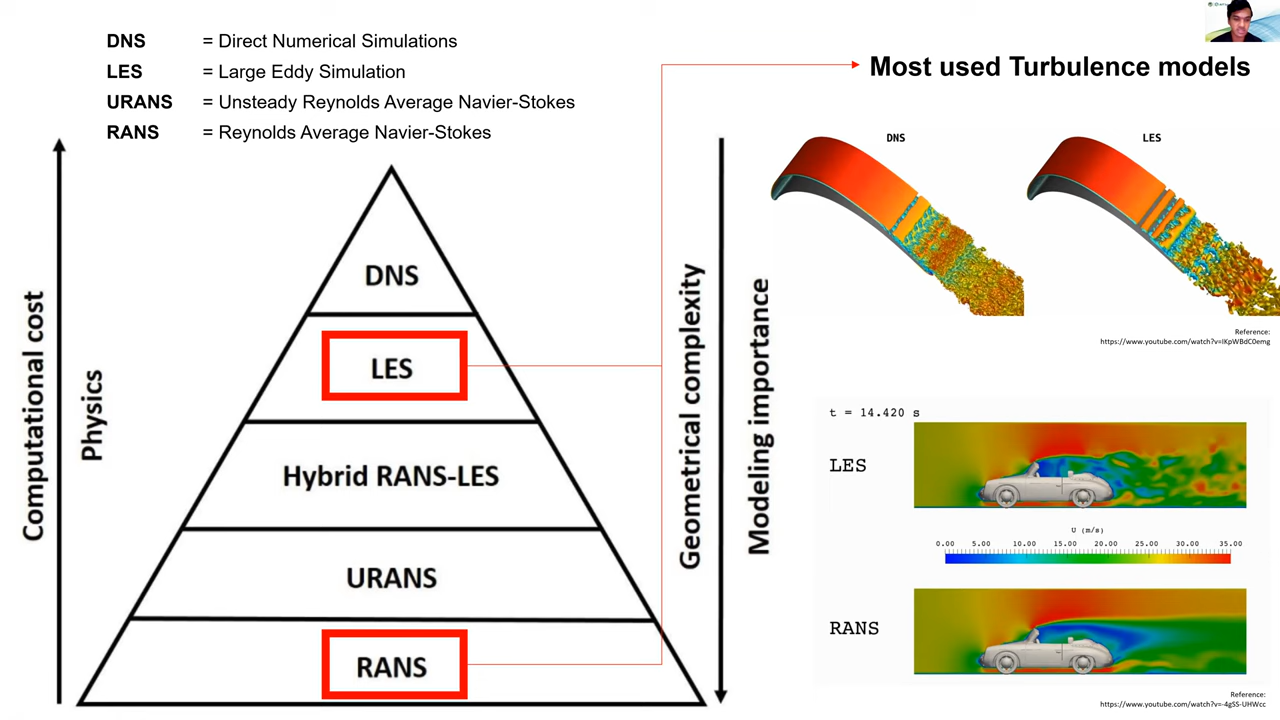 DNS = Direct Numerical Simulations
LES = Large Eddy Simulation
URANS = Unsteady Reynolds Average Navier-Stokes
RANS = Reynolds Average Navier-Stokes
Most used Turbulence models
Computational cost
Physics
DNS
LES
Hybrid RANS-LES
URANS
RANS
Geometrical complexity
Modeling importance
DNS
LES
Reference:
https://www.youtube.com/watch?v=IKpWBdC0emg
t = 14.420 s
LES
U (m/s)
0.00 5.00 10.00 15.00 20.00 25.00 30.00 35.00
RANS
Reference:
https://www.youtube.com/watch?v=-4gSS-UHWcc